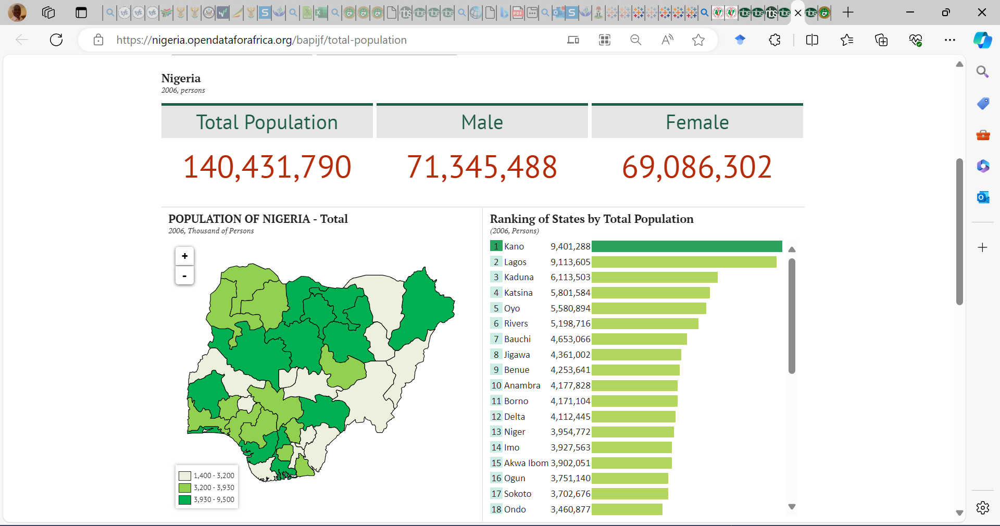 https://nigeria.opendataforafrica.org/bapijf/total-population
Nigeria
2006, persons
Total Population
Male
Female
140,431,790
71,345,488
69,086,302
POPULATION OF NIGERIA - Total
2006, Thousand of Persons
+
-
1,400 - 3,200
3,200 - 3,930
3,930 - 9,500
Ranking of States by Total Population
(2006, Persons)
1 Kano 9,401,288
2 Lagos 9,113,605
3 Kaduna 6,113,503
4 Katsina 5,801,584
5 Oyo 5,580,894
6 Rivers 5,198,716
7 Bauchi 4,653,066
8 Jigawa 4,361,002
9 Benue 4,253,641
10 Anambra 4,177,828
11 Borno 4,171,104
12 Delta 4,112,445
13 Niger 3,954,772
14 Imo 3,927,563
15 Akwa Ibom 3,902,051
16 Ogun 3,751,140
17 Sokoto 3,702,676
18 Ondo 3,460,877